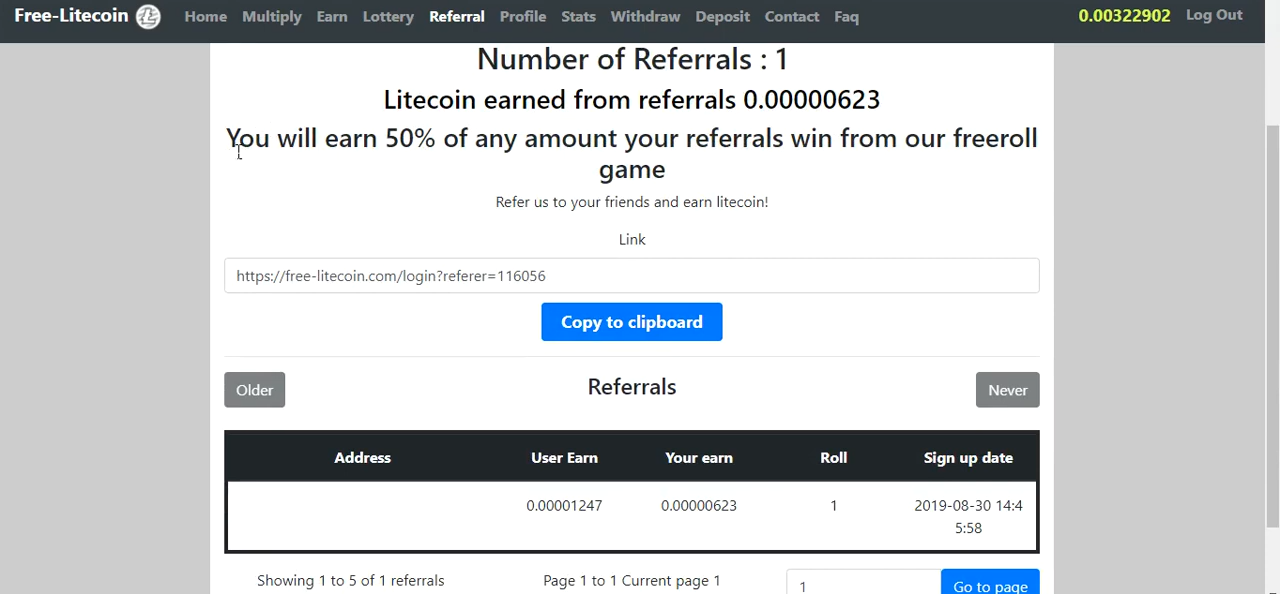 Free-Litecoin Home Multiply Earn Lottery Referral Profile Stats Withdraw Deposit Contact Faq 0.00322902 Log Out
Number of Referrals : 1
Litecoin earned from referrals 0.00000623
You will earn 50% of any amount your referrals win from our freeroll
game
Refer us to your friends and earn litecoin!
Link
https://free-litecoin.com/login?referer=116056
Copy to clipboard
Older Referrals Never
Address User Earn Your earn Roll Sign up date
0.00001247 0.00000623 1 2019-08-30 14:4
5:58
Showing 1 to 5 of 1 referrals Page 1 to 1 Current page 1 1 Go to page